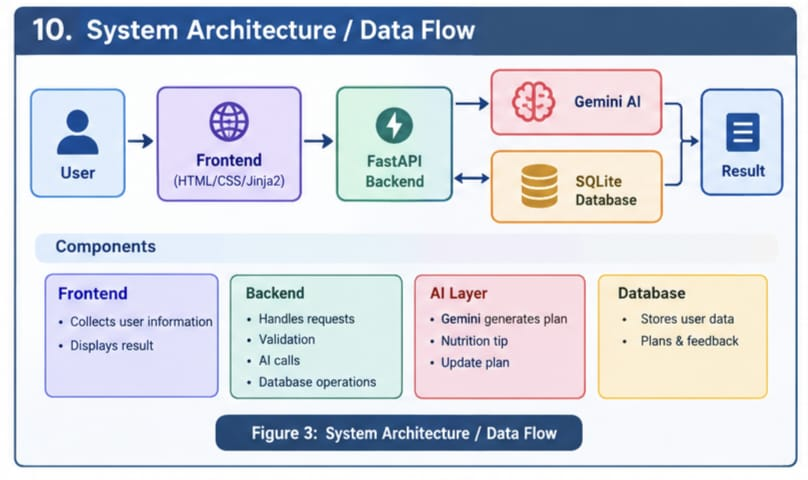 10. System Architecture / Data Flow
User
Frontend
(HTML/CSS/Jinja2)
FastAPI
Backend
Gemini AI
SQLite
Database
Result
Components
Frontend
• Collects user information
• Displays result
Backend
• Handles requests
• Validation
• AI calls
• Database operations
AI Layer
• Gemini generates plan
• Nutrition tip
• Update plan
Database
• Stores user data
• Plans & feedback
Figure 3: System Architecture / Data Flow